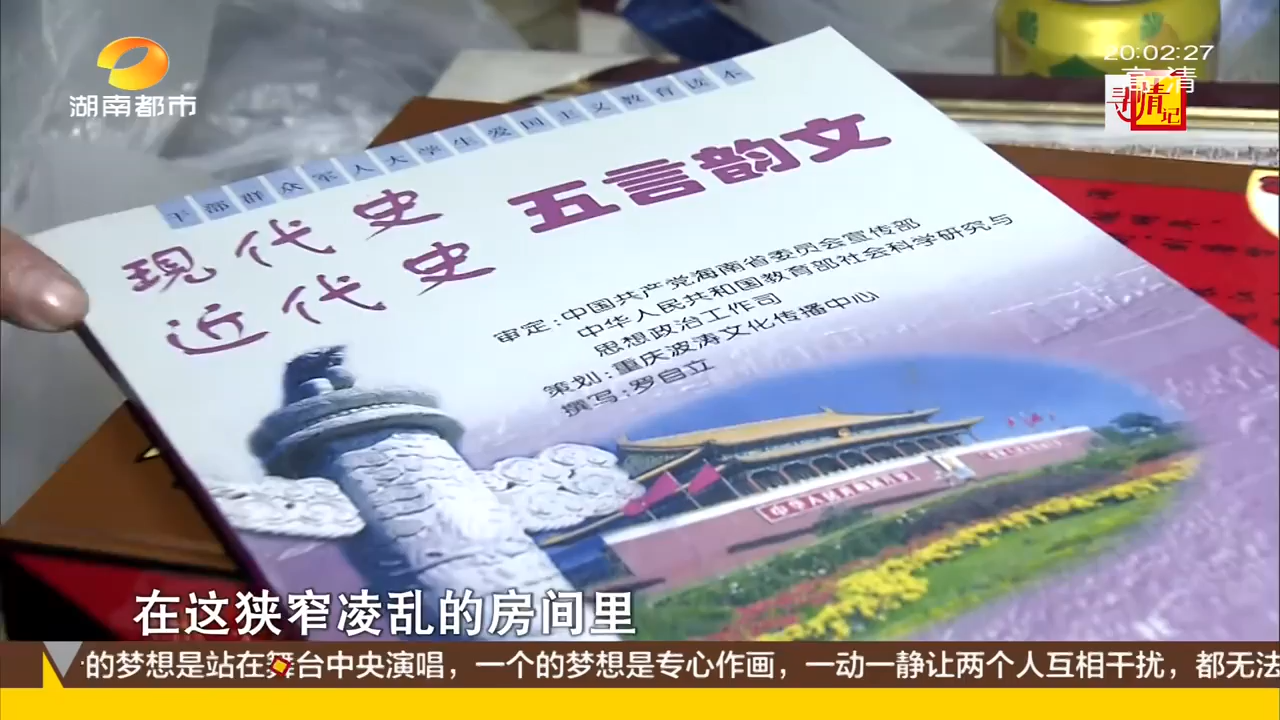 湖南都市
20:02:27
高清
寻情记
干部群众军人大学生爱国主义教育读本
现代史
近代史
五言韵文
审定:中国共产党海南省委员会宣传部
中华人民共和国教育部社会科学研究与
思想政治工作司
策划:重庆波涛文化传播中心
撰写:罗自立
在这狭窄凌乱的房间里
的梦想是站在舞台中央演唱，一个的梦想是专心作画，一动一静让两个人互相干扰，都无法